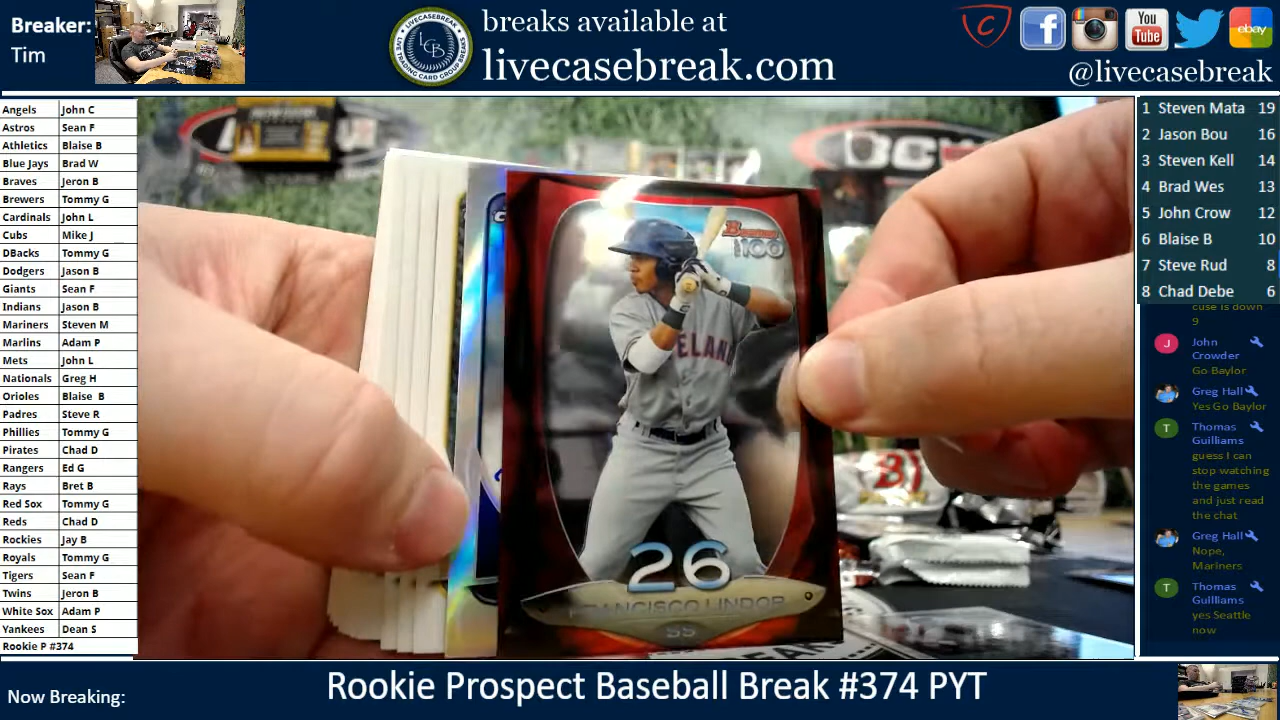 Breaker:
Tim
breaks available at
livecasebreak.com
You
Tube
ebay
@livecasebreak
Angels John C
Astros Sean F
Athletics Blaise B
Blue Jays Brad W
Braves Jeron B
Brewers Tommy G
Cardinals John L
Cubs Mike J
DBacks Tommy G
Dodgers Jason B
Giants Sean F
Indians Jason B
Mariners Steven M
Marlins Adam P
Mets John L
Nationals Greg H
Orioles Blaise B
Padres Steve R
Phillies Tommy G
Pirates Chad D
Rangers Ed G
Rays Bret B
Red Sox Tommy G
Reds Chad D
Rockies Jay B
Royals Tommy G
Tigers Sean F
Twins Jeron B
White Sox Adam P
Yankees Dean S
Rookie P #374
Bowman
100
ELAN
26
FRANCISCO LINDOR
SS
1 Steven Mata 19
2 Jason Bou 16
3 Steven Kell 14
4 Brad Wes 13
5 John Crow 12
6 Blaise B 10
7 Steve Rud 8
8 Chad Debe 6
cuse is down
9
John
Crowder
Go Baylor
Greg Hall
Yes Go Baylor
Thomas
Guilliams
guess I can
stop watching
the games
and just read
the chat
Greg Hall
Nope,
Mariners
Thomas
Guilliams
yes Seattle
now
Now Breaking:
Rookie Prospect Baseball Break #374 PYT